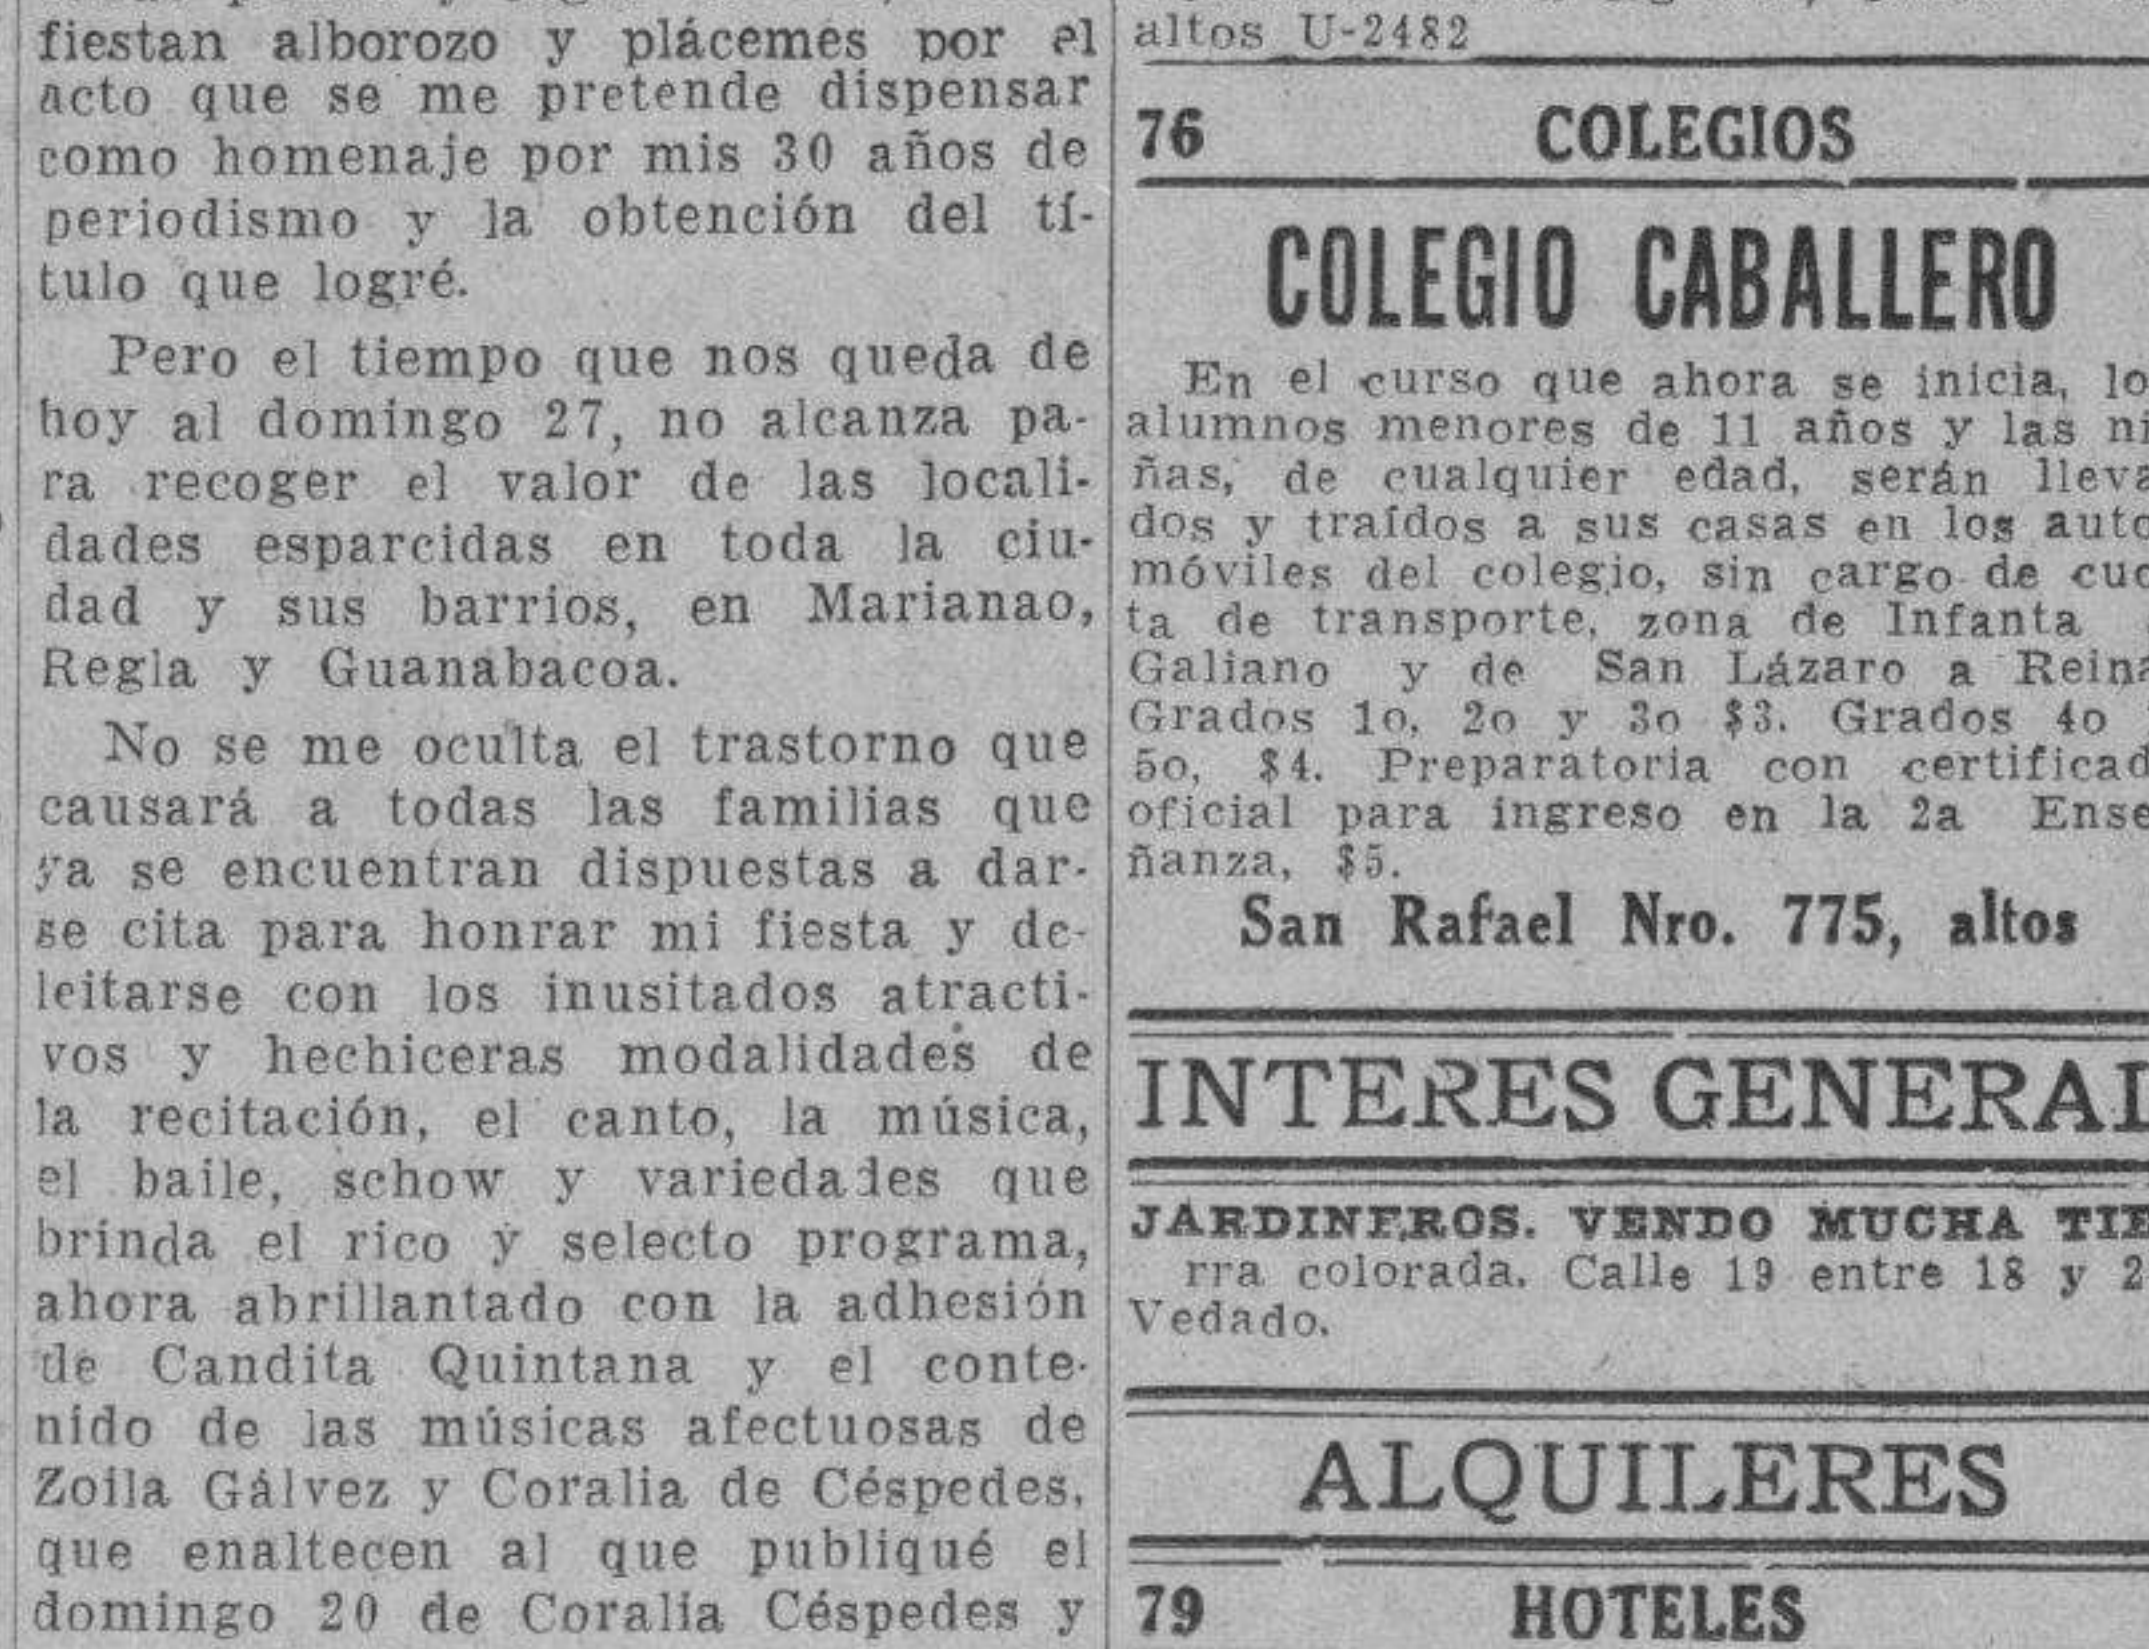 fiestan alborozo y plácemes por el
acto que se me pretende dispensar
como homenaje por mis 30 años de
periodismo y la obtención del tí-
tulo que logré.
Pero el tiempo que nos queda de
hoy al domingo 27, no alcanza pa-
ra recoger el valor de las locali-
dades esparcidas en toda la ciu-
dad y sus barrios, en Marianao,
Regla y Guanabacoa.
No se me oculta el trastorno que
causará a todas las familias que
ya se encuentran dispuestas a dar-
se cita para honrar mi fiesta y de-
leitarse con los inusitados atracti-
vos y hechiceras modalidades de
la recitación, el canto, la música,
el baile, schow y variedades que
brinda el rico y selecto programa,
ahora abrillantado con la adhesión
de Candita Quintana y el conte-
nido de las músicas afectuosas de
Zoila Gálvez y Coralia de Céspedes,
que enaltecen al que publiqué el
domingo 20 de Coralia Céspedes y
altos U-2482
76 COLEGIOS
COLEGIO CABALLERO
En el curso que ahora se inicia, lo
alumnos menores de 11 años y las ni
ñas, de cualquier edad, serán lleva
dos y traídos a sus casas en los auto
móviles del colegio, sin cargo de cuo
ta de transporte, zona de Infanta
Galiano y de San Lázaro a Reina
Grados 1o, 2o y 3o $3. Grados 4o
5o, $4. Preparatoria con certificad
oficial para ingreso en la 2a Ense
ñanza, $5.
San Rafael Nro. 775, altos
INTERES GENERAL
JARDINEROS. VENDO MUCHA TIE
rra colorada. Calle 19 entre 18 y 2
Vedado.
ALQUILERES
79 HOTELES